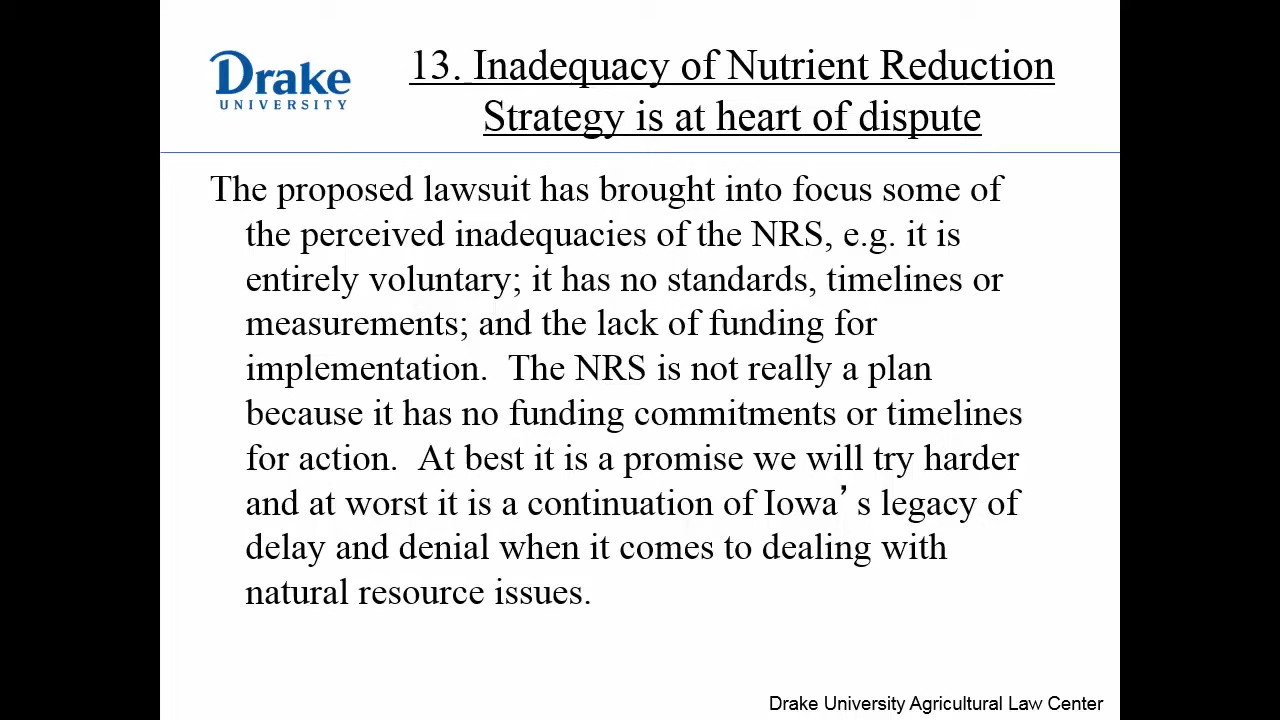 Drake
UNIVERSITY
13. Inadequacy of Nutrient Reduction
Strategy is at heart of dispute
The proposed lawsuit has brought into focus some of
the perceived inadequacies of the NRS, e.g. it is
entirely voluntary; it has no standards, timelines or
measurements; and the lack of funding for
implementation.  The NRS is not really a plan
because it has no funding commitments or timelines
for action.  At best it is a promise we will try harder
and at worst it is a continuation of Iowa’ s legacy of
delay and denial when it comes to dealing with
natural resource issues.
Drake University Agricultural Law Center